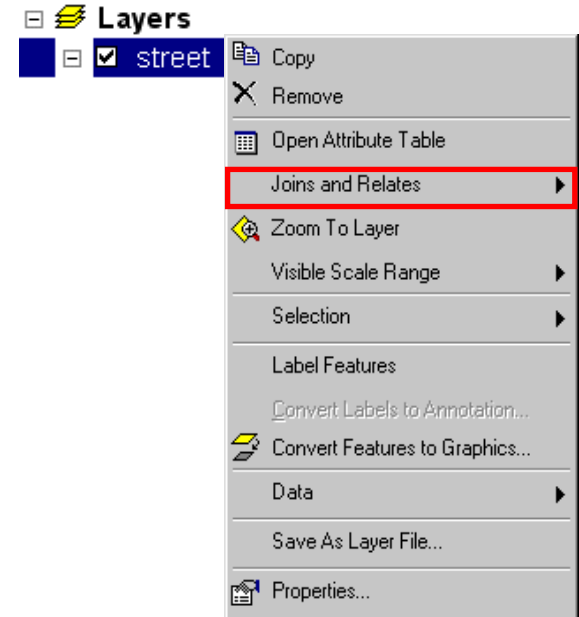 Layers
street
Copy
Remove
Open Attribute Table
Joins and Relates
Zoom To Layer
Visible Scale Range
Selection
Label Features
Convert Labels to Annotation...
Convert Features to Graphics...
Data
Save As Layer File...
Properties...